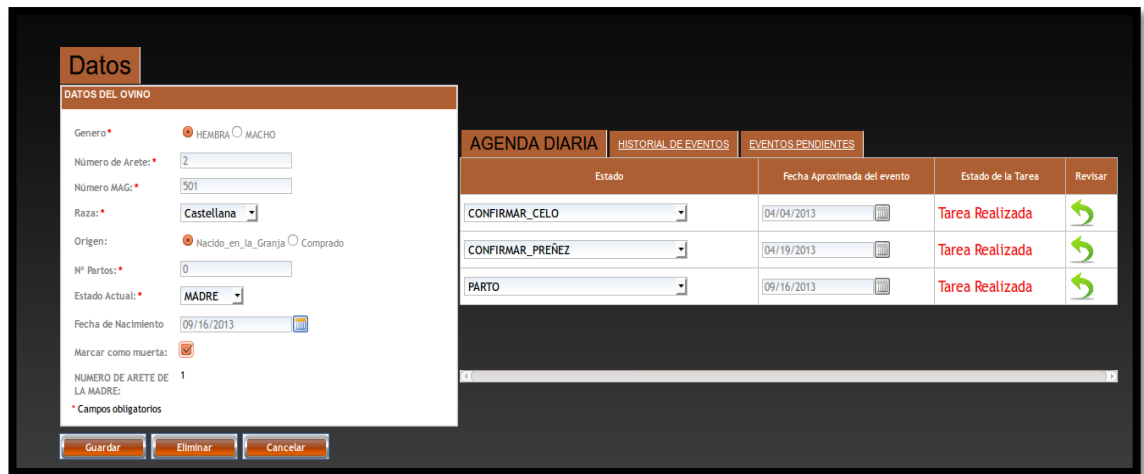 Datos
DATOS DEL OVINO
Genero * HEMBRA MACHO
Número de Arete: * 2
Número MAG: * 501
Raza: * Castellana
Origen: Nacido_en_la_Granja Comprado
Nº Partos: * 0
Estado Actual: * MADRE
Fecha de Nacimiento 09/16/2013
Marcar como muerta:
NUMERO DE ARETE DE 1
LA MADRE:
* Campos obligatorios
Guardar Eliminar Cancelar
AGENDA DIARIA HISTORIAL DE EVENTOS EVENTOS PENDIENTES
Estado Fecha Aproximada del evento Estado de la Tarea Revisar
CONFIRMAR_CELO 04/04/2013 Tarea Realizada
CONFIRMAR_PREÑEZ 04/19/2013 Tarea Realizada
PARTO 09/16/2013 Tarea Realizada